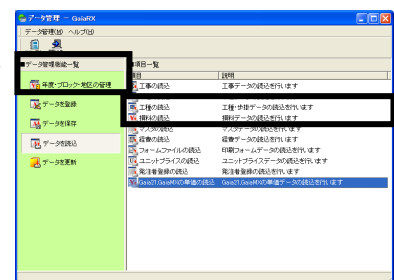 データ管理 － GaiaRX
データ管理(M) ヘルプ(H)
■データ管理機能一覧
年度・ブロック・地区の管理
データを登録
データを保存
データを読込
データを更新
■項目一覧
項目 説明
工事の読込 工事データの読込を行います
工種の読込 工種・歩掛データの読込を行います
損料の読込 損料データの読込を行います
マスタの読込 マスタデータの読込を行います
経費の読込 経費データの読込を行います
フォームファイルの読込 印刷フォームデータの読込を行います
ユニットプライスの読込 ユニットプライスデータの読込を行います
発注者登録の読込 発注者登録の読込を行います
Gaia21,GaiaMXの単価の読込 Gaia21,GaiaMXの単価データの読込を行います